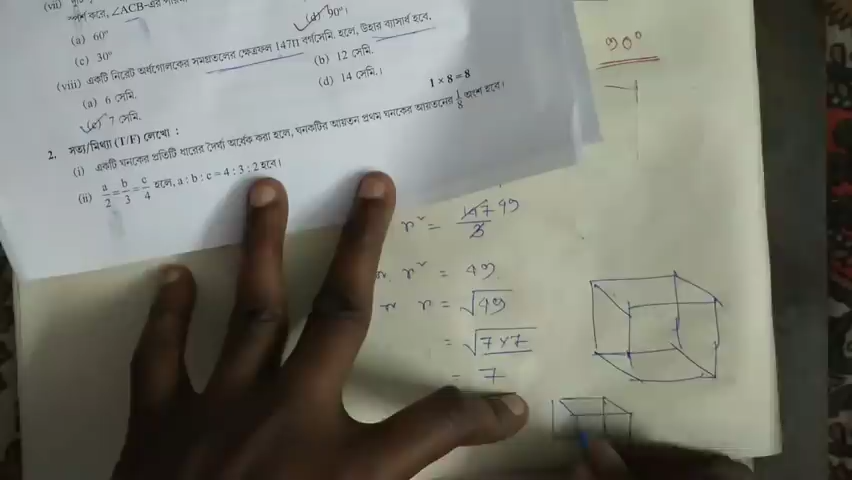 (vii)
স্পর্শ করে, ∠ACB-এর
(a) 60°
(d) 90°।
(c) 30°
(viii) একটি নিরেট অর্ধগোলকের সমগ্রতলের ক্ষেত্রফল 147Π বর্গসেমি. হলে, উহার ব্যাসার্ধ হবে,
(a) 6 সেমি.
(b) 12 সেমি.
(c) 7 সেমি.
(d) 14 সেমি.।
1 × 8 = 8
2. সত্য/মিথ্যা (T/F) লেখো :
(i) একটি ঘনকের প্রতিটি ধারের দৈর্ঘ্য অর্ধেক করা হলে, ঘনকটির আয়তন প্রথম ঘনকের আয়তনের 1/8 অংশ হবে।
(ii) a/2 = b/3 = c/4 হলে, a : b : c = 4 : 3 : 2 হবে।
90°
r² = 147/3 49
r² = 49
r = √49
= √7×7
= 7